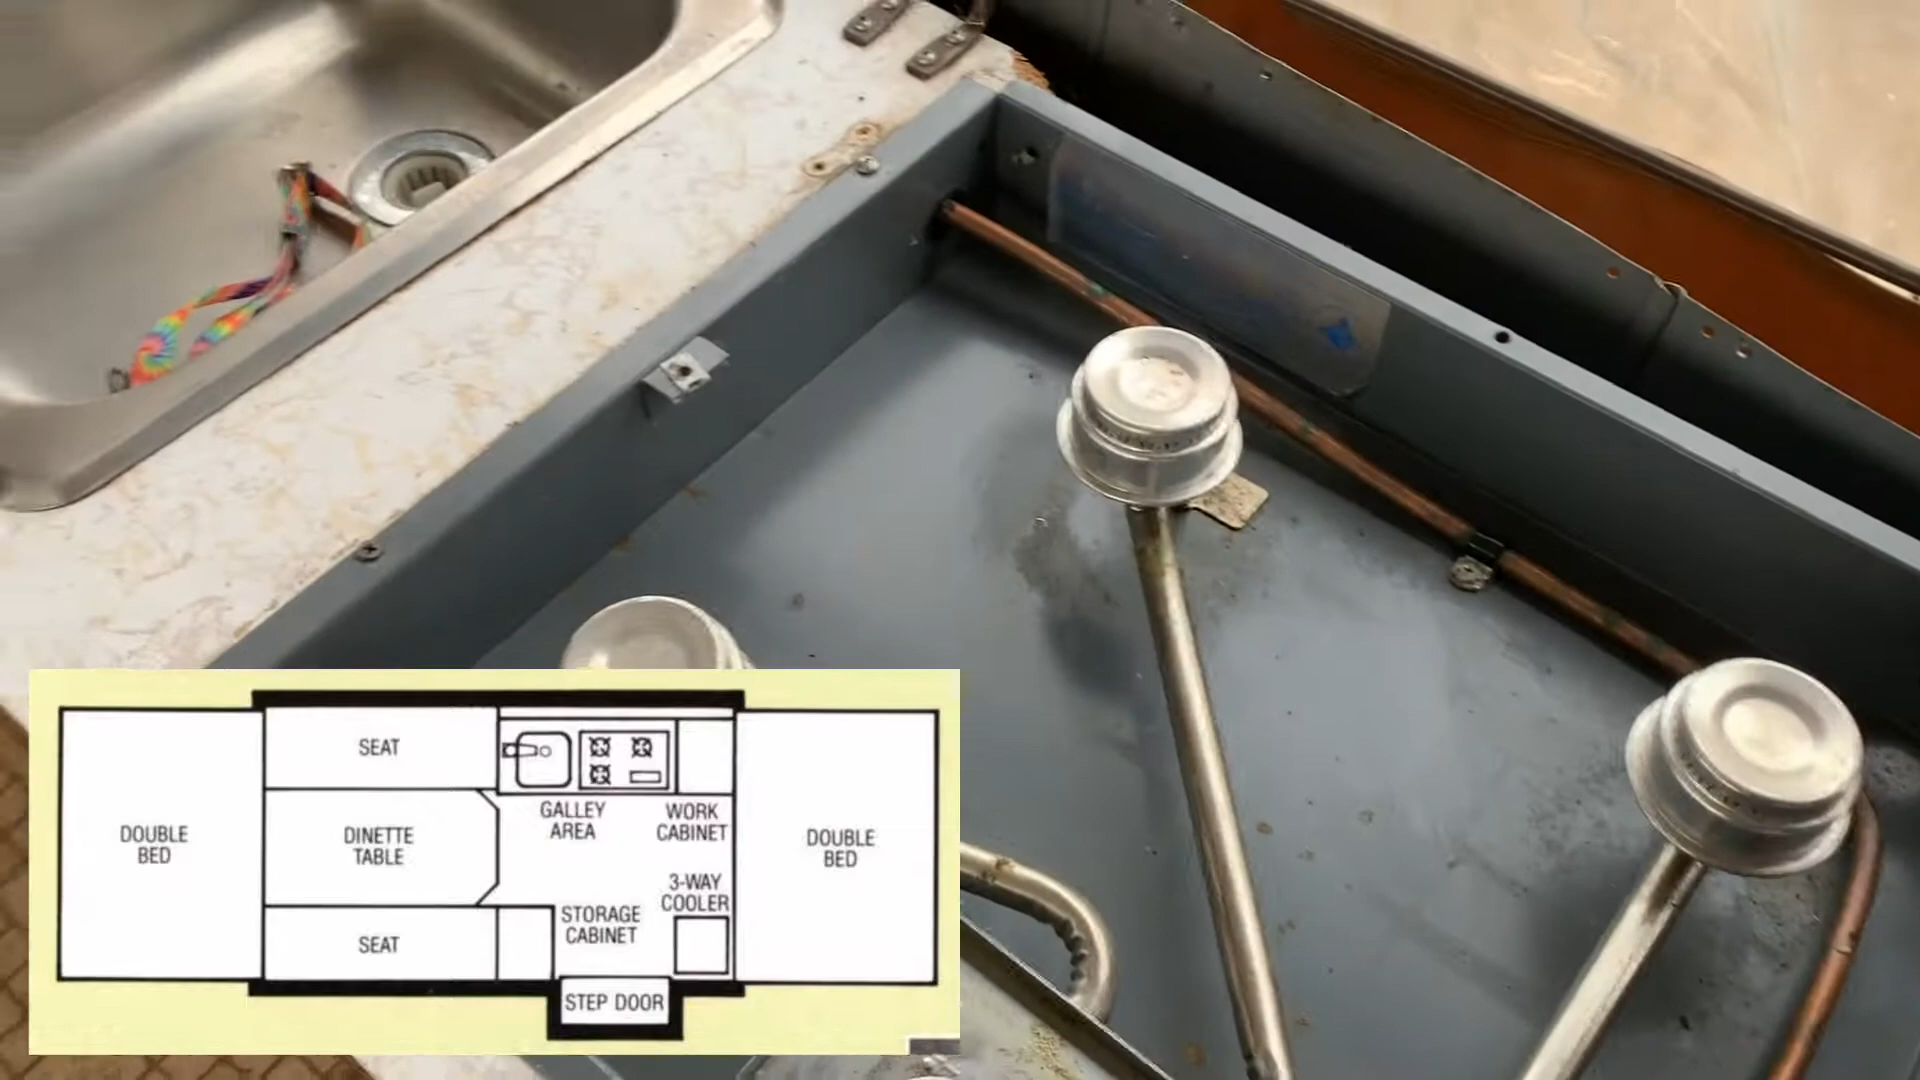 SEAT
DOUBLE
BED
DINETTE
TABLE
SEAT
GALLEY
AREA
WORK
CABINET
3-WAY
COOLER
STORAGE
CABINET
STEP DOOR
DOUBLE
BED